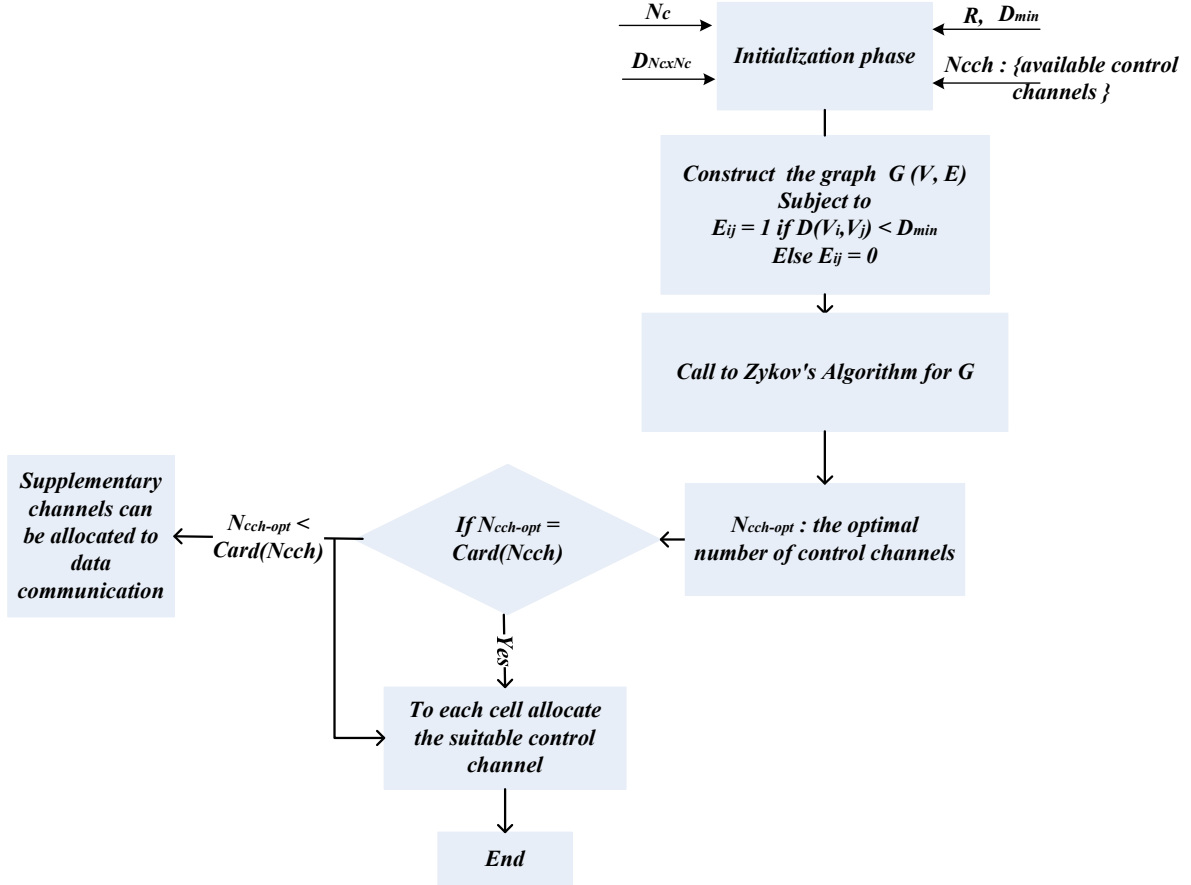 Nc
R, Dmin
Initialization phase
DNcxNc
Ncch : {available control
channels }
Construct the graph G (V, E)
Subject to
Eij = 1 if D(Vi,Vj) < Dmin
Else Eij = 0
Call to Zykov's Algorithm for G
Ncch-opt : the optimal
number of control channels
If Ncch-opt =
Card(Ncch)
Ncch-opt <
Card(Ncch)
Supplementary
channels can
be allocated to
data
communication
Yes
To each cell allocate
the suitable control
channel
End